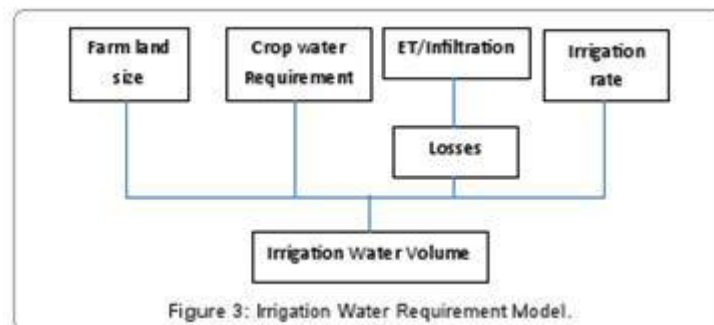 Farm land
size
Crop water
Requirement
ET/Infiltration
Irrigation
rate
Losses
Irrigation Water Volume
Figure 3: Irrigation Water Requirement Model.